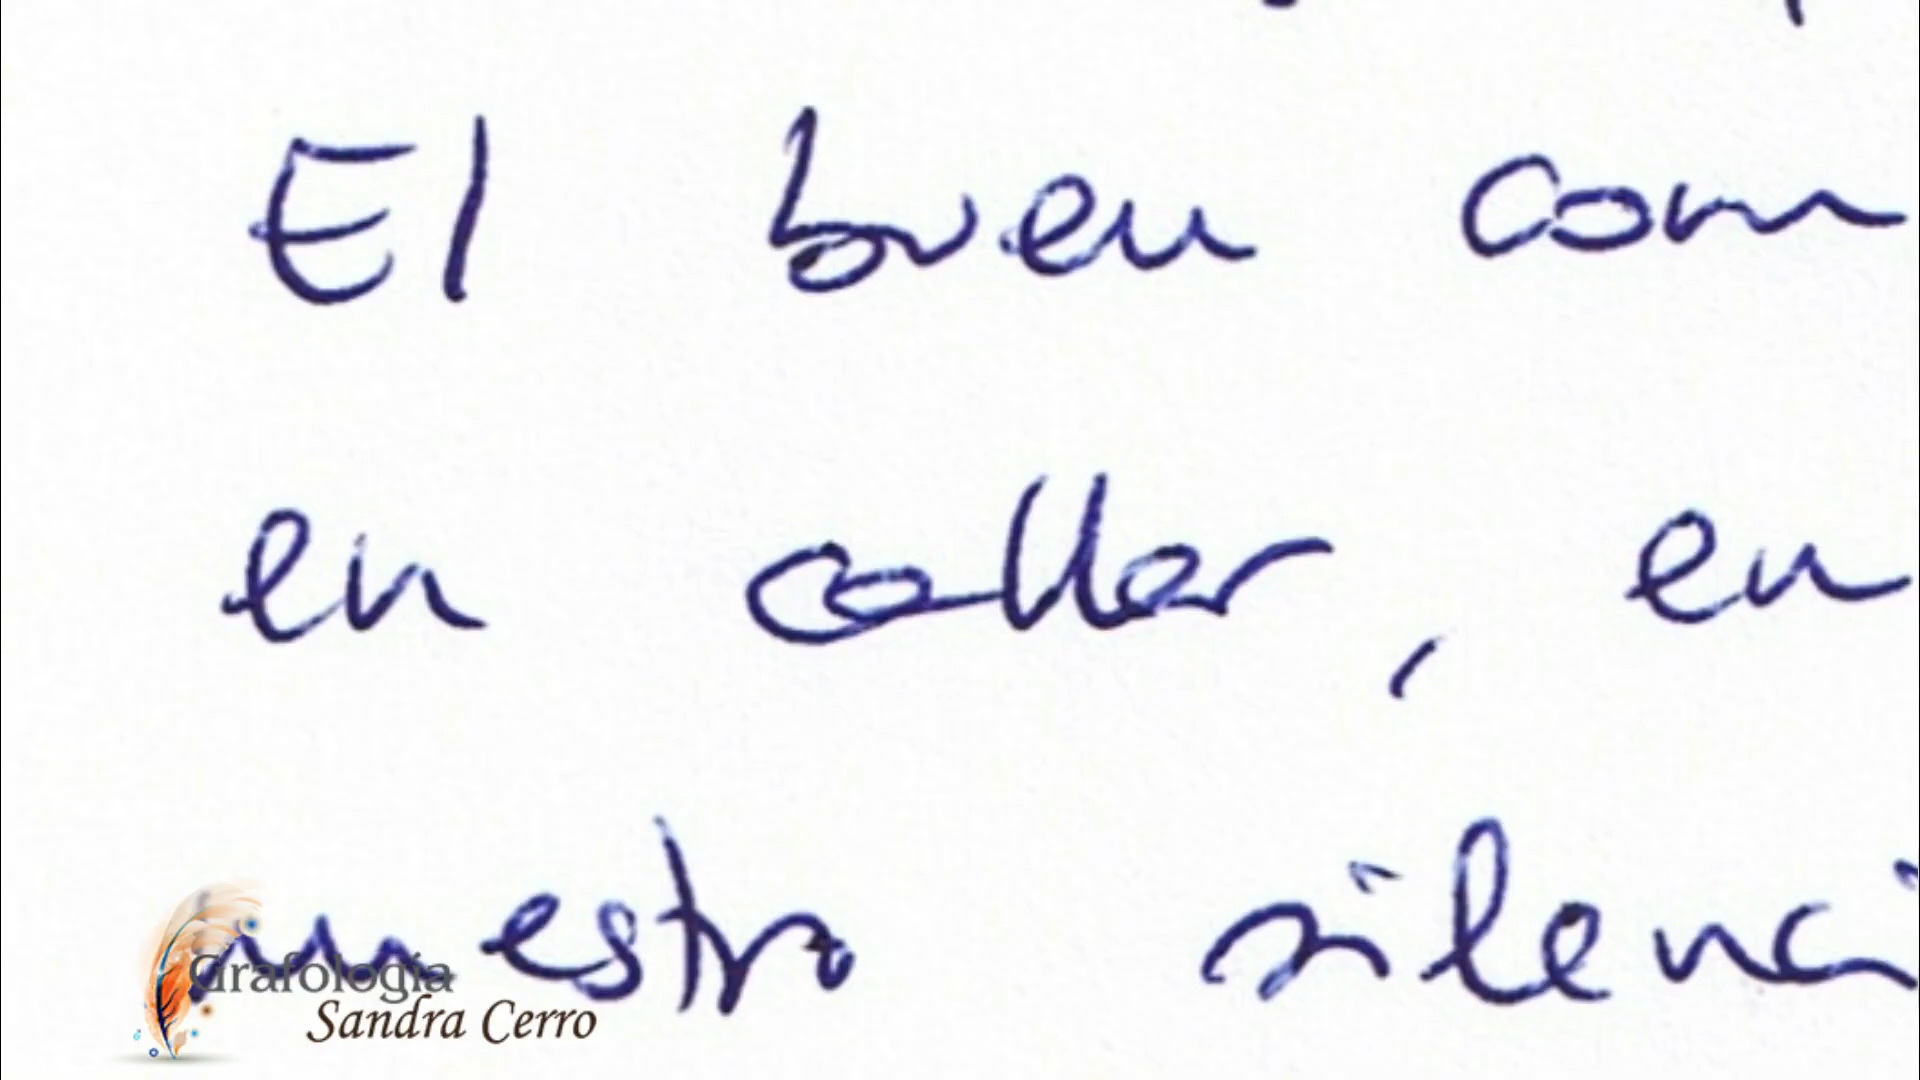 El buen com
en callar, en
nuestro silenci
Grafología
Sandra Cerro